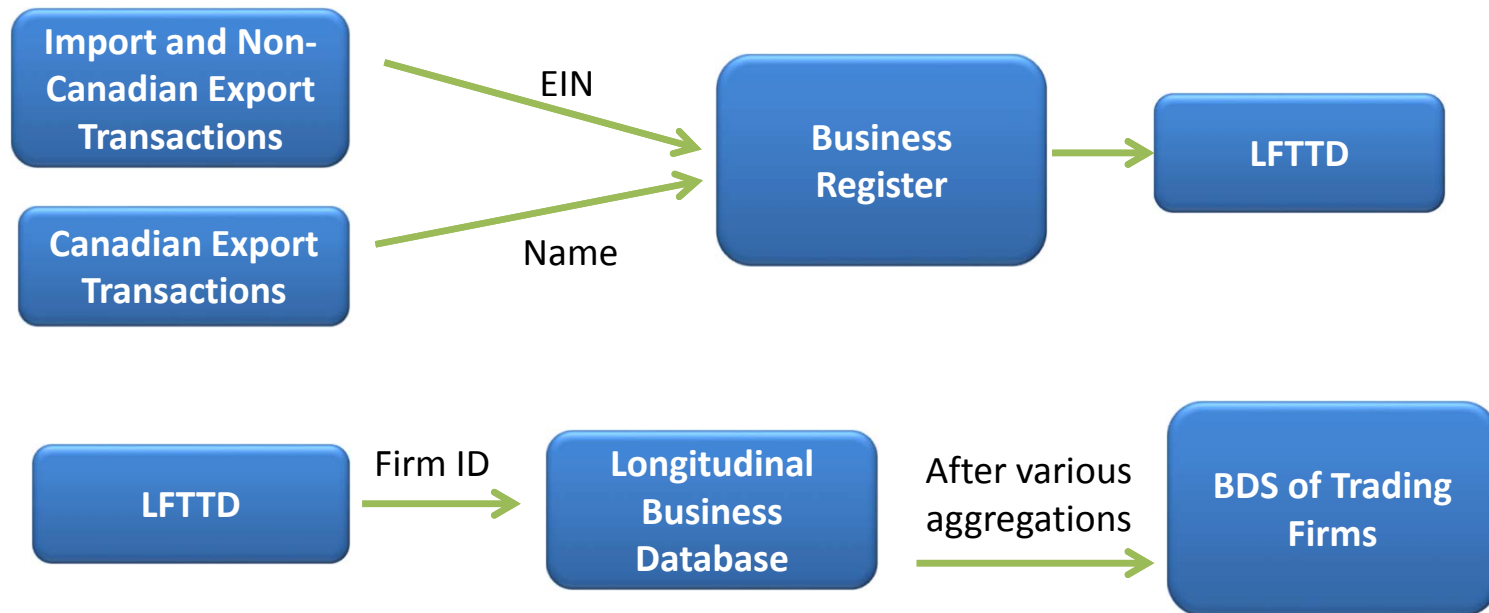 Import and Non-
Canadian Export
Transactions
EIN
Business
Register
LFTTD
Canadian Export
Transactions
Name
LFTTD
Firm ID
Longitudinal
Business
Database
After various
aggregations
BDS of Trading
Firms